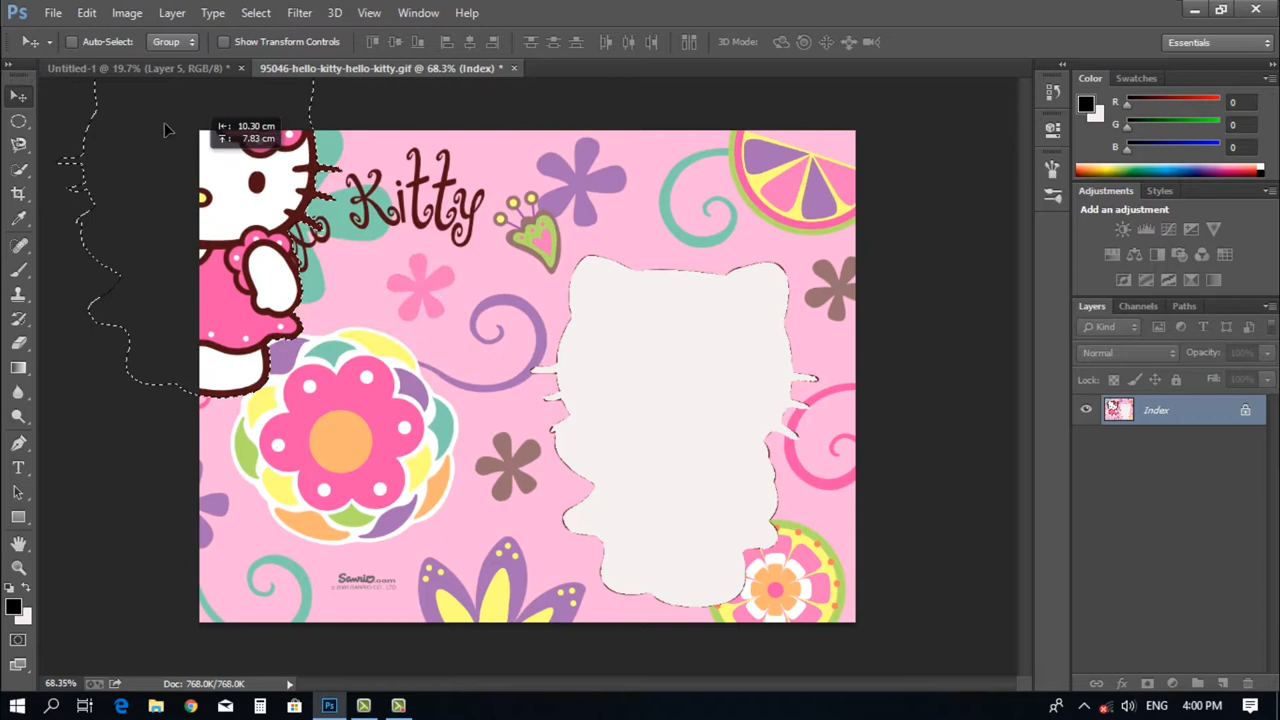 Ps File Edit Image Layer Type Select Filter 3D View Window Help
Auto-Select: Group Show Transform Controls 3D Mode: Essentials
Untitled-1 @ 19.7% (Layer 5, RGB/8) * × 95046-hello-kitty-hello-kitty.gif @ 68.3% (Index) * ×
Color Swatches
R 0
G 0
B 0
10.30 cm
7.83 cm
Kitty
Adjustments Styles
Add an adjustment
Layers Channels Paths
Kind
Normal Opacity: 100%
Lock: Fill: 100%
Index
Sanrio.com
68.35% Doc: 768.0K/768.0K
Ps ENG 4:00 PM